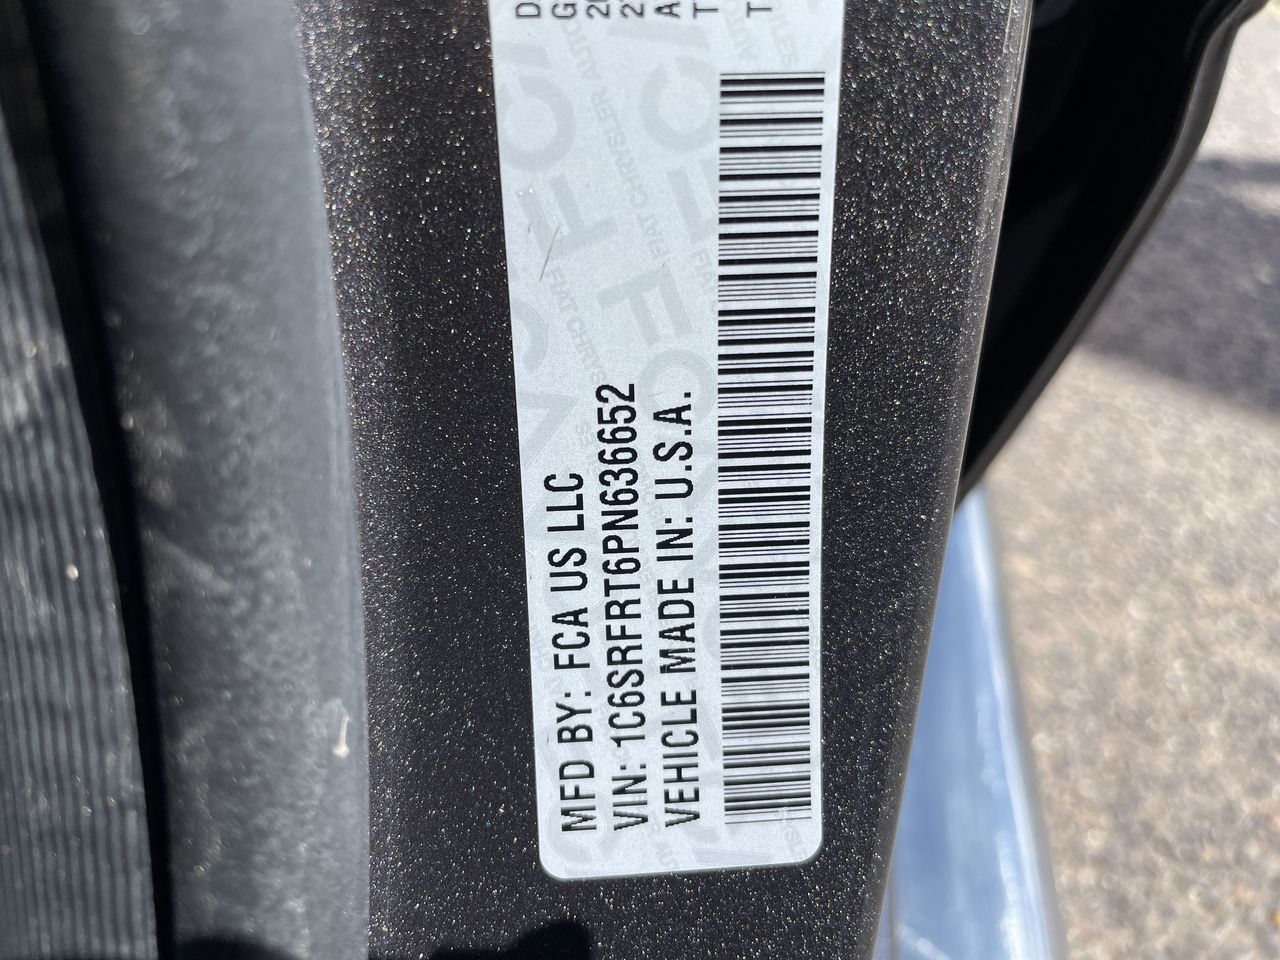 MFD BY: FCA US LLC
VIN: 1C6SRFRT6PN636652
VEHICLE MADE IN: U.S.A.